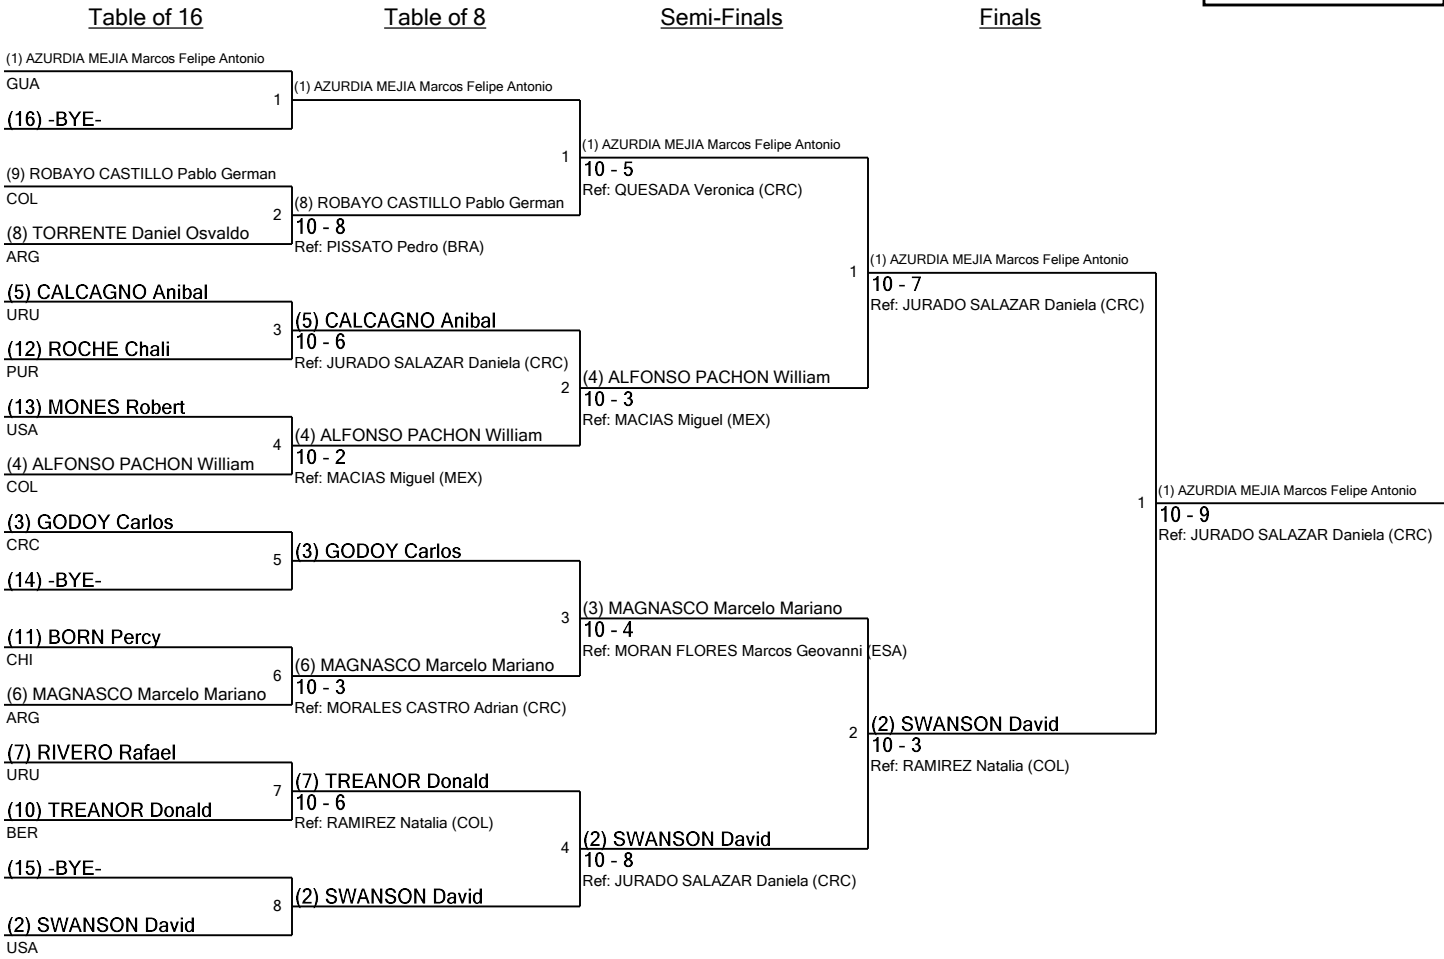 Table of 16
Table of 8
Semi-Finals
Finals
(1) AZURDIA MEJIA Marcos Felipe Antonio
GUA
1
(16) -BYE-
(9) ROBAYO CASTILLO Pablo German
COL
2
(8) TORRENTE Daniel Osvaldo
ARG
(5) CALCAGNO Anibal
URU
3
(12) ROCHE Chali
PUR
(13) MONES Robert
USA
4
(4) ALFONSO PACHON William
COL
(3) GODOY Carlos
CRC
5
(14) -BYE-
(11) BORN Percy
CHI
6
(6) MAGNASCO Marcelo Mariano
ARG
(7) RIVERO Rafael
URU
7
(10) TREANOR Donald
BER
(15) -BYE-
8
(2) SWANSON David
USA
(1) AZURDIA MEJIA Marcos Felipe Antonio
1
(8) ROBAYO CASTILLO Pablo German
10 - 8
Ref: PISSATO Pedro (BRA)
(5) CALCAGNO Anibal
10 - 6
Ref: JURADO SALAZAR Daniela (CRC)
2
(4) ALFONSO PACHON William
10 - 2
Ref: MACIAS Miguel (MEX)
(3) GODOY Carlos
3
(6) MAGNASCO Marcelo Mariano
10 - 3
Ref: MORALES CASTRO Adrian (CRC)
(7) TREANOR Donald
10 - 6
Ref: RAMIREZ Natalia (COL)
4
(2) SWANSON David
(1) AZURDIA MEJIA Marcos Felipe Antonio
10 - 5
Ref: QUESADA Veronica (CRC)
1
(4) ALFONSO PACHON William
10 - 3
Ref: MACIAS Miguel (MEX)
(3) MAGNASCO Marcelo Mariano
10 - 4
Ref: MORAN FLORES Marcos Geovanni (ESA)
2
(2) SWANSON David
10 - 8
Ref: JURADO SALAZAR Daniela (CRC)
(1) AZURDIA MEJIA Marcos Felipe Antonio
10 - 7
Ref: JURADO SALAZAR Daniela (CRC)
1
(2) SWANSON David
10 - 3
Ref: RAMIREZ Natalia (COL)
(1) AZURDIA MEJIA Marcos Felipe Antonio
10 - 9
Ref: JURADO SALAZAR Daniela (CRC)